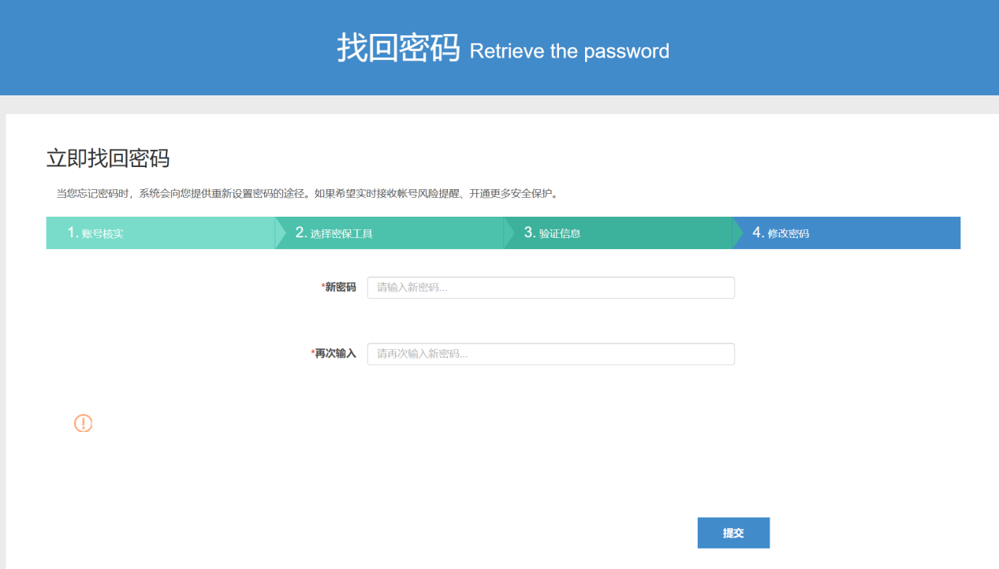 找回密码 Retrieve the password
立即找回密码
当您忘记密码时，系统会向您提供重新设置密码的途径。如果希望实时接收帐号风险提醒、开通更多安全保护。
1. 账号核实 2. 选择密保工具 3. 验证信息 4. 修改密码
*新密码 请输入新密码...
*再次输入 请再次输入新密码...
提交